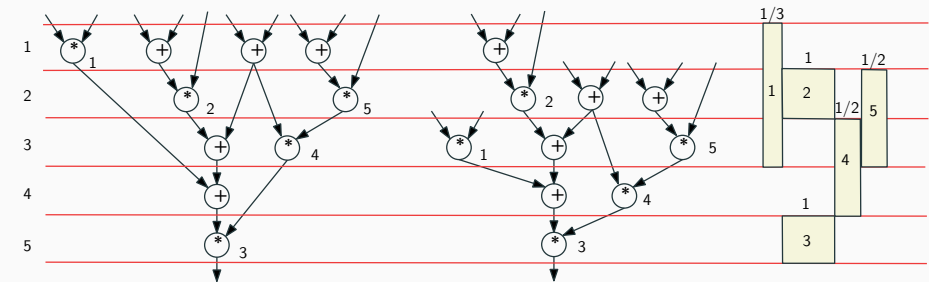 1/3
1 * 1 + + + + 1 1/2
2 * 2 * 5 * 2 + + 1 2 1/2 5
3 + * 4 * 1 + * 5 4
4 + + * 4 1
5 * 3 * 3 3